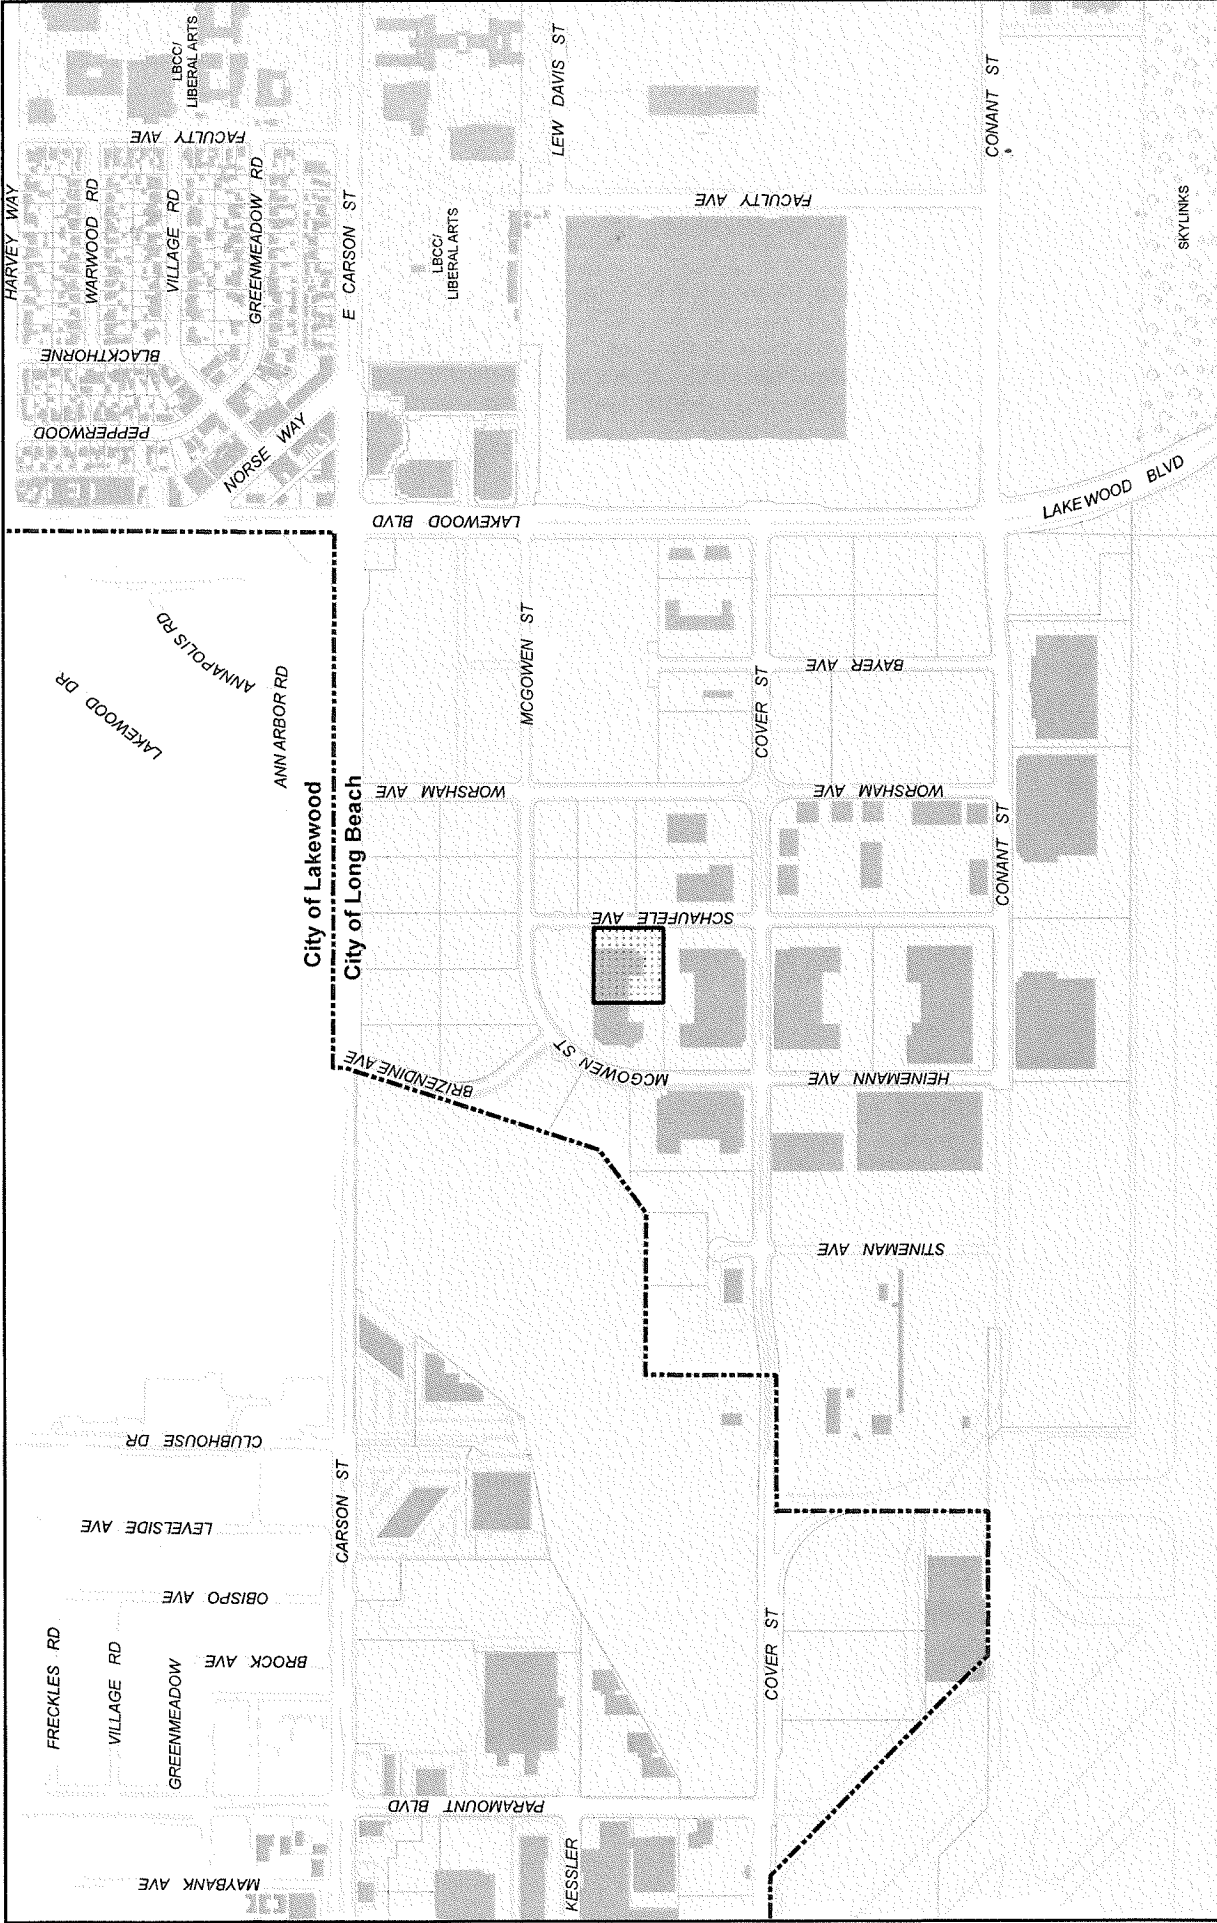 HARVEY WAY
WARWOOD RD
VILLAGE RD
GREENMEADOW RD
FACULTY AVE
LBCC/
LIBERAL ARTS
BLACKTHORNE
PEPPERWOOD
NORSE WAY
E CARSON ST
LBCC/
LIBERAL ARTS
LEW DAVIS ST
FACULTY AVE
CONANT ST
SKYLINKS
LAKEWOOD BLVD
LAKEWOOD BLVD
LAKEWOOD DR
ANNAPOLIS RD
ANN ARBOR RD
MCGOWEN ST
COVER ST
BAYER AVE
WORSHAM AVE
WORSHAM AVE
CONANT ST
City of Lakewood
City of Long Beach
SCHAUFELE AVE
BRIZENDINE AVE
MCGOWEN ST
HEINEMANN AVE
STINEMAN AVE
CLUBHOUSE DR
LEVELSIDE AVE
OBISPO AVE
BROCK AVE
CARSON ST
FRECKLES RD
VILLAGE RD
GREENMEADOW
COVER ST
PARAMOUNT BLVD
KESSLER
MAYBANK AVE